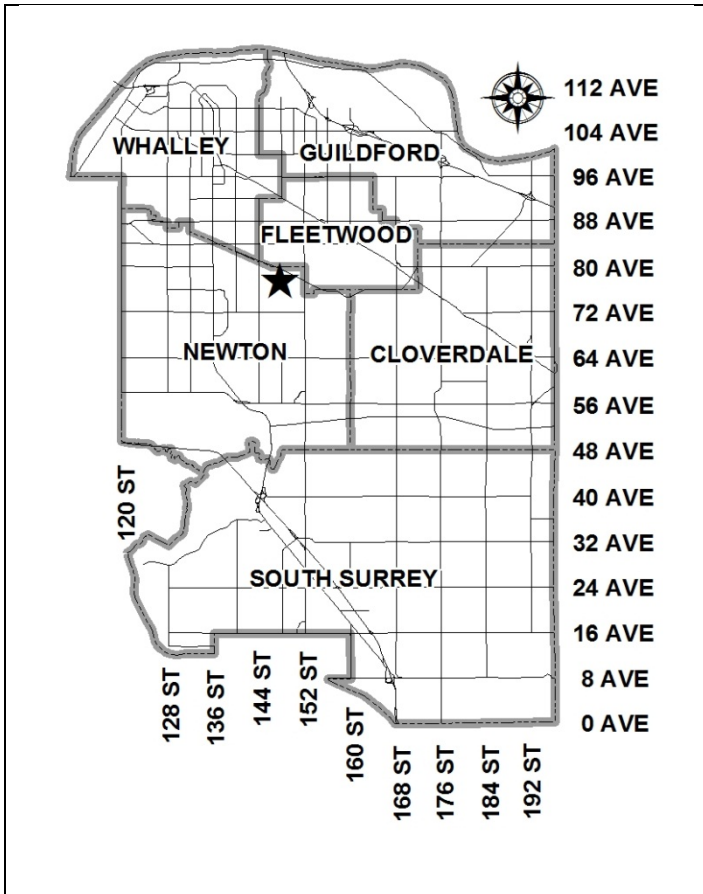 112 AVE
104 AVE
WHALLEY
GUILDFORD
96 AVE
88 AVE
FLEETWOOD
80 AVE
72 AVE
NEWTON
CLOVERDALE
64 AVE
56 AVE
48 AVE
120 ST
40 AVE
32 AVE
SOUTH SURREY
24 AVE
16 AVE
128 ST
136 ST
144 ST
152 ST
160 ST
8 AVE
0 AVE
168 ST
176 ST
184 ST
192 ST